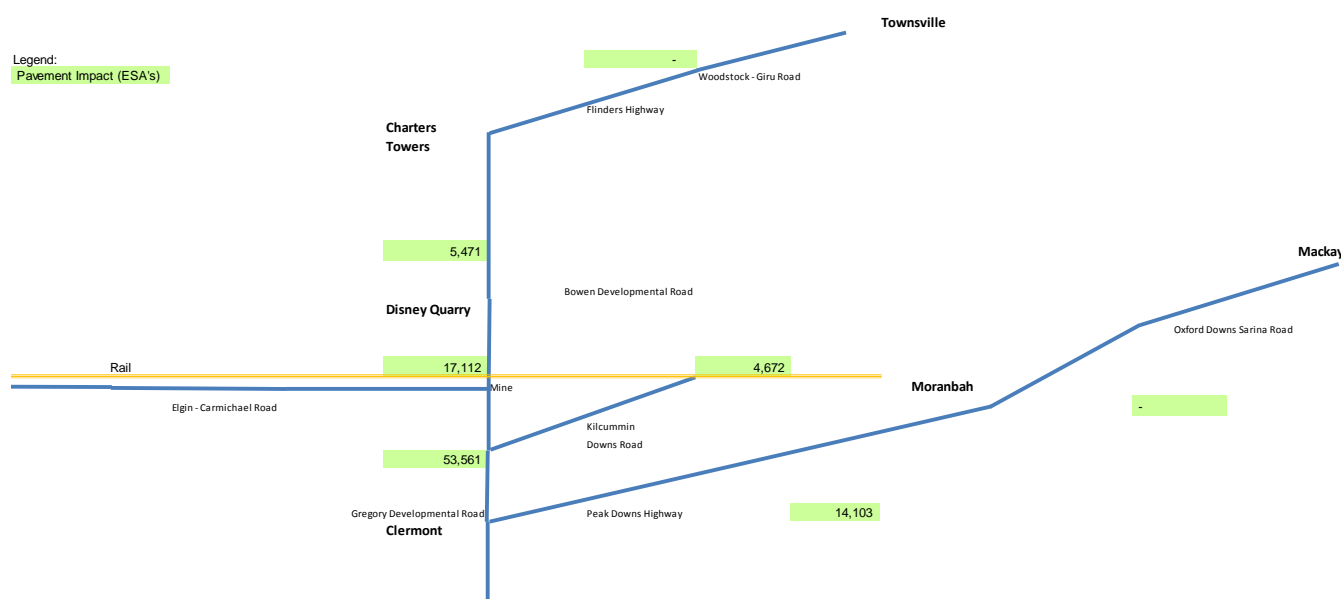 Townsville
Legend:
-
Pavement Impact (ESA's)
Woodstock - Giru Road
Flinders Highway
Charters
Towers
5,471
Mackay
Bowen Developmental Road
Disney Quarry
Oxford Downs Sarina Road
Rail
17,112
4,672
Mine
Moranbah
Elgin - Carmichael Road
-
Kilcummin
Downs Road
53,561
Gregory Developmental Road
Peak Downs Highway
14,103
Clermont